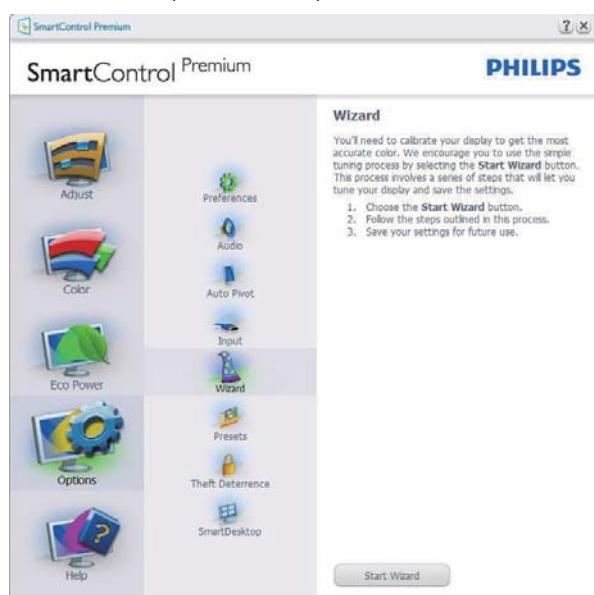 SmartControl Premium
SmartControl Premium
PHILIPS
Adjust
Color
Eco Power
Options
Help
Preferences
Audio
Auto Pivot
Input
Wizard
Presets
Theft Deterrence
SmartDesktop
Wizard
You'll need to calibrate your display to get the most
accurate color. We encourage you to use the simple
tuning process by selecting the Start Wizard button.
This process involves a series of steps that will let you
tune your display and save the settings.
1. Choose the Start Wizard button.
2. Follow the steps outlined in this process.
3. Save your settings for future use.
Start Wizard